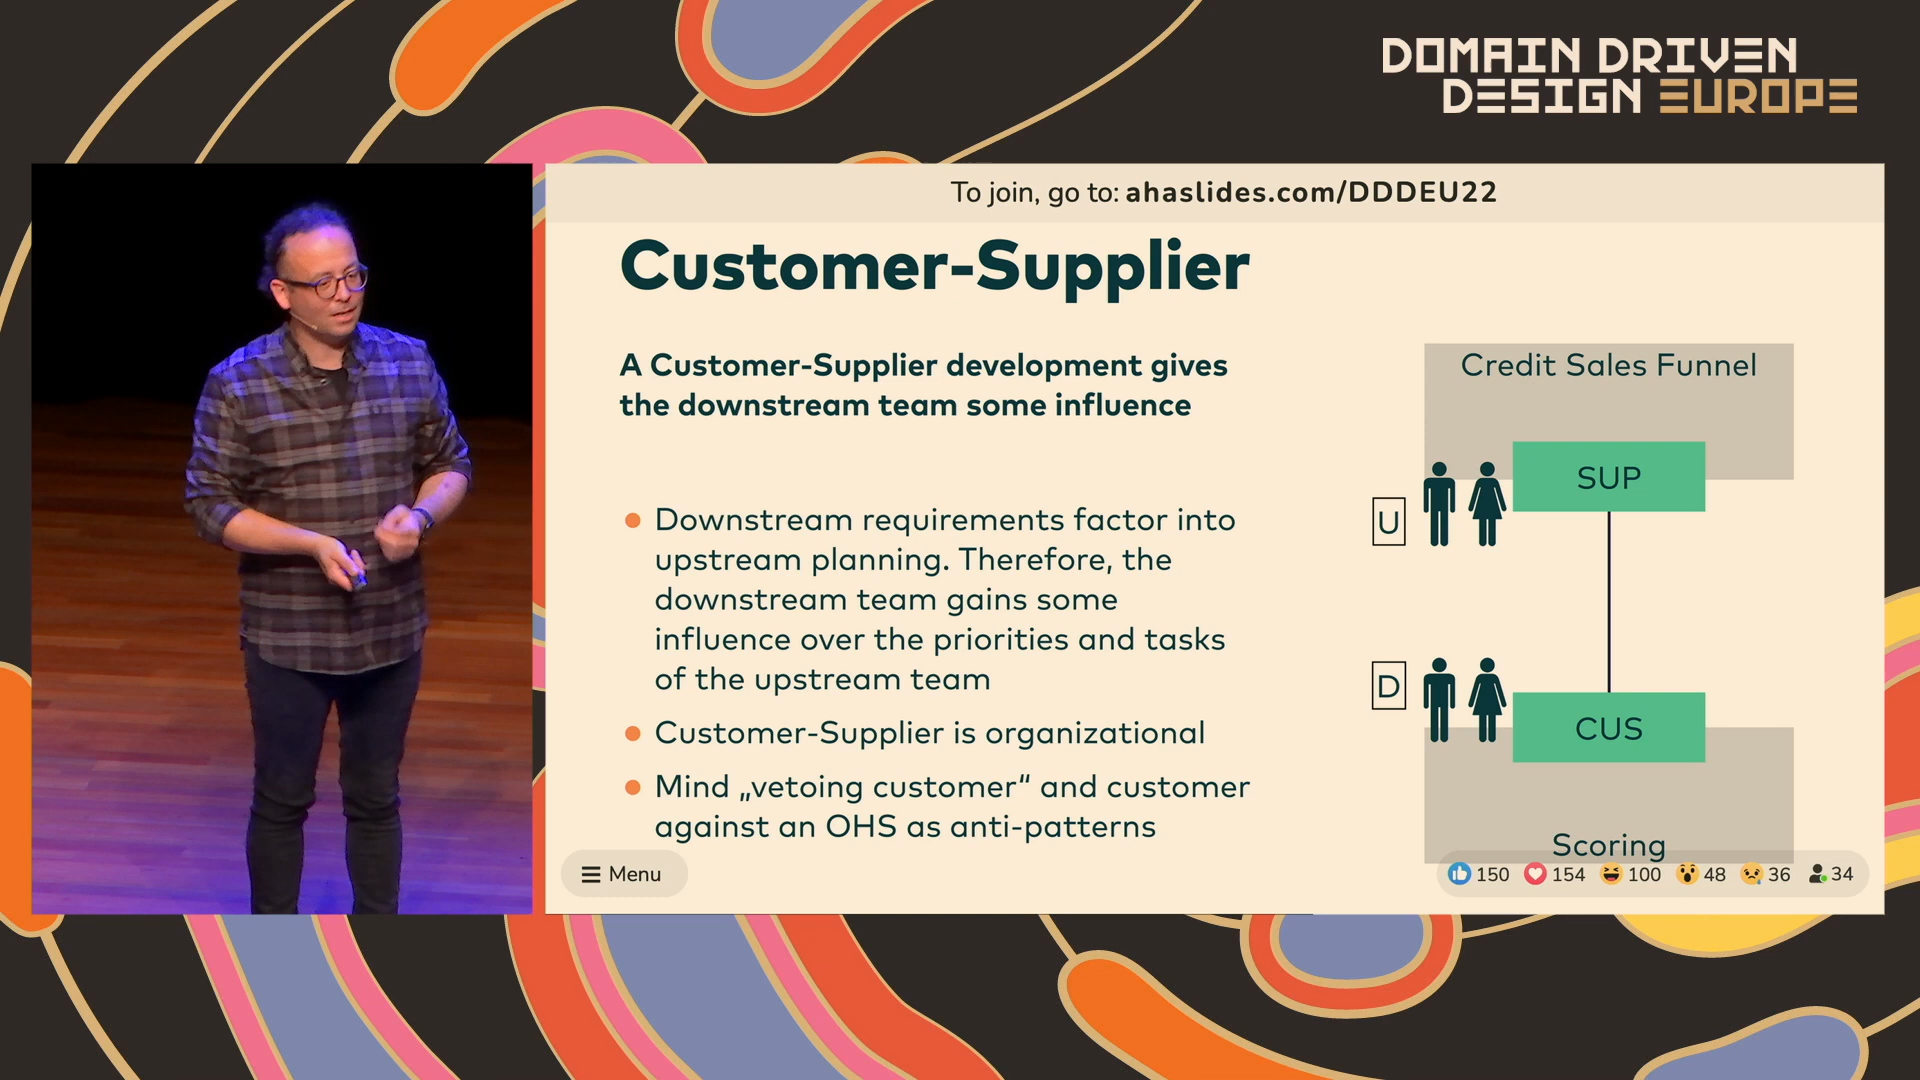 DOMAIN DRIVEN
DESIGN EUROPE
To join, go to: ahaslides.com/DDDEU22
Customer-Supplier
A Customer-Supplier development gives
the downstream team some influence
Downstream requirements factor into
upstream planning. Therefore, the
downstream team gains some
influence over the priorities and tasks
of the upstream team
Customer-Supplier is organizational
Mind „vetoing customer“ and customer
against an OHS as anti-patterns
Credit Sales Funnel
SUP
U
D
CUS
Scoring
Menu
150 154 100 48 36 34